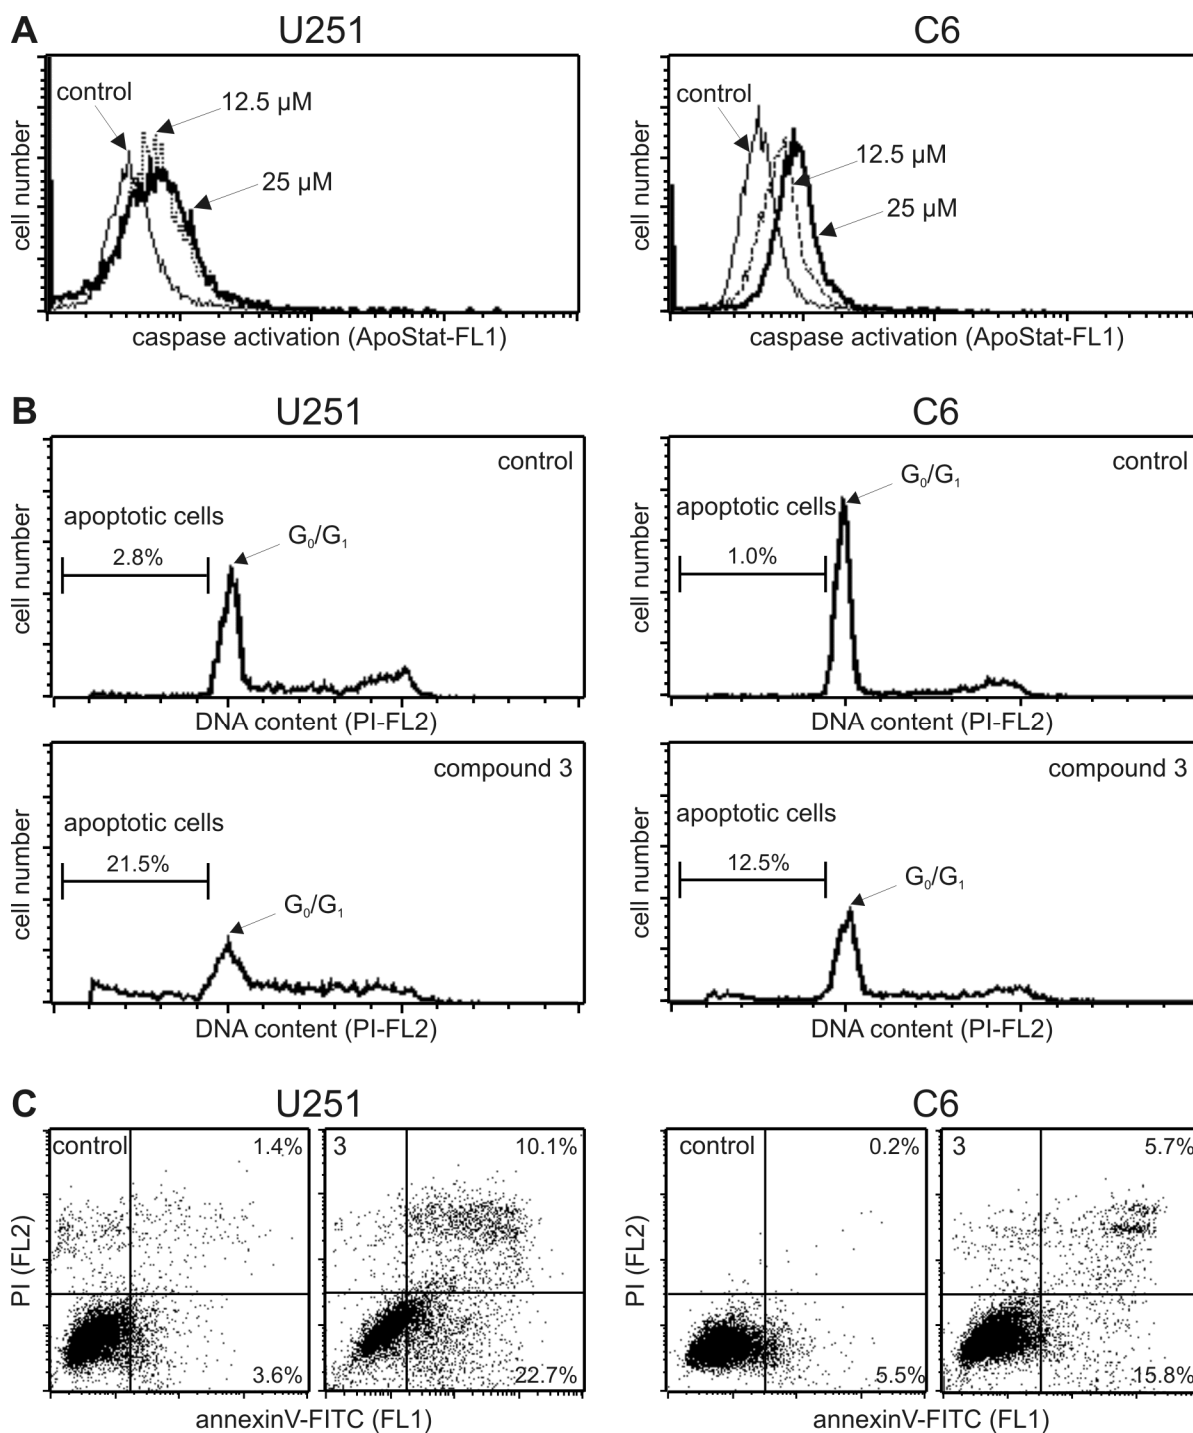 A
U251
C6
control
12.5 µM
25 µM
cell number
caspase activation (ApoStat-FL1)
control
12.5 µM
25 µM
cell number
caspase activation (ApoStat-FL1)
B
U251
C6
control
apoptotic cells
2.8%
G₀/G₁
cell number
DNA content (PI-FL2)
control
G₀/G₁
apoptotic cells
1.0%
cell number
DNA content (PI-FL2)
compound 3
apoptotic cells
21.5%
G₀/G₁
cell number
DNA content (PI-FL2)
compound 3
apoptotic cells
12.5%
G₀/G₁
cell number
DNA content (PI-FL2)
C
U251
C6
control 1.4%
3.6%
3 10.1%
22.7%
PI (FL2)
annexinV-FITC (FL1)
control 0.2%
5.5%
3 5.7%
15.8%
PI (FL2)
annexinV-FITC (FL1)